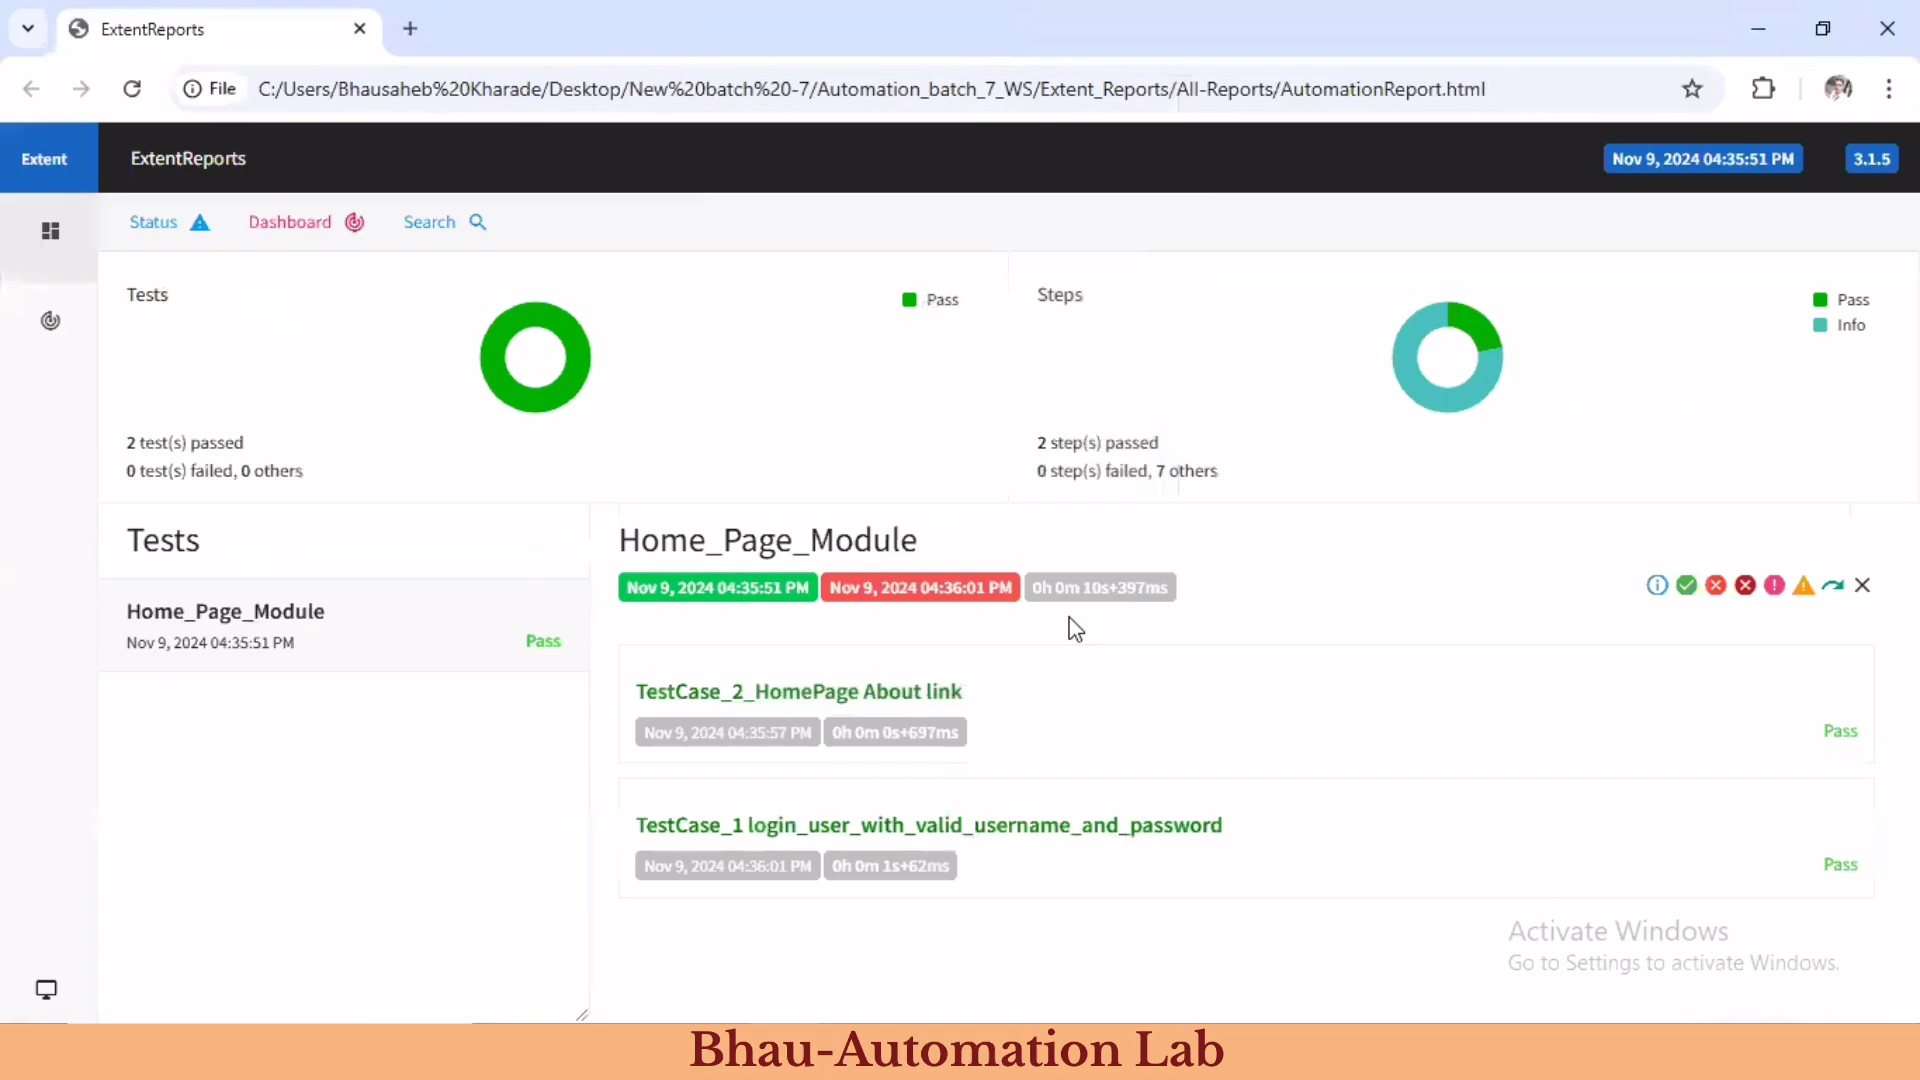 ExtentReports
File C:/Users/Bhausaheb%20Kharade/Desktop/New%20batch%20-7/Automation_batch_7_WS/Extent_Reports/All-Reports/AutomationReport.html
Extent ExtentReports Nov 9, 2024 04:35:51 PM 3.1.5
Status Dashboard Search
Tests
Pass
2 test(s) passed
0 test(s) failed, 0 others
Steps
Pass
Info
2 step(s) passed
0 step(s) failed, 7 others
Tests
Home_Page_Module
Nov 9, 2024 04:35:51 PM Pass
Home_Page_Module
Nov 9, 2024 04:35:51 PM Nov 9, 2024 04:36:01 PM 0h 0m 10s+397ms
TestCase_2_HomePage About link
Nov 9, 2024 04:35:57 PM 0h 0m 0s+697ms Pass
TestCase_1 login_user_with_valid_username_and_password
Nov 9, 2024 04:36:01 PM 0h 0m 1s+62ms Pass
Activate Windows
Go to Settings to activate Windows.
Bhau-Automation Lab